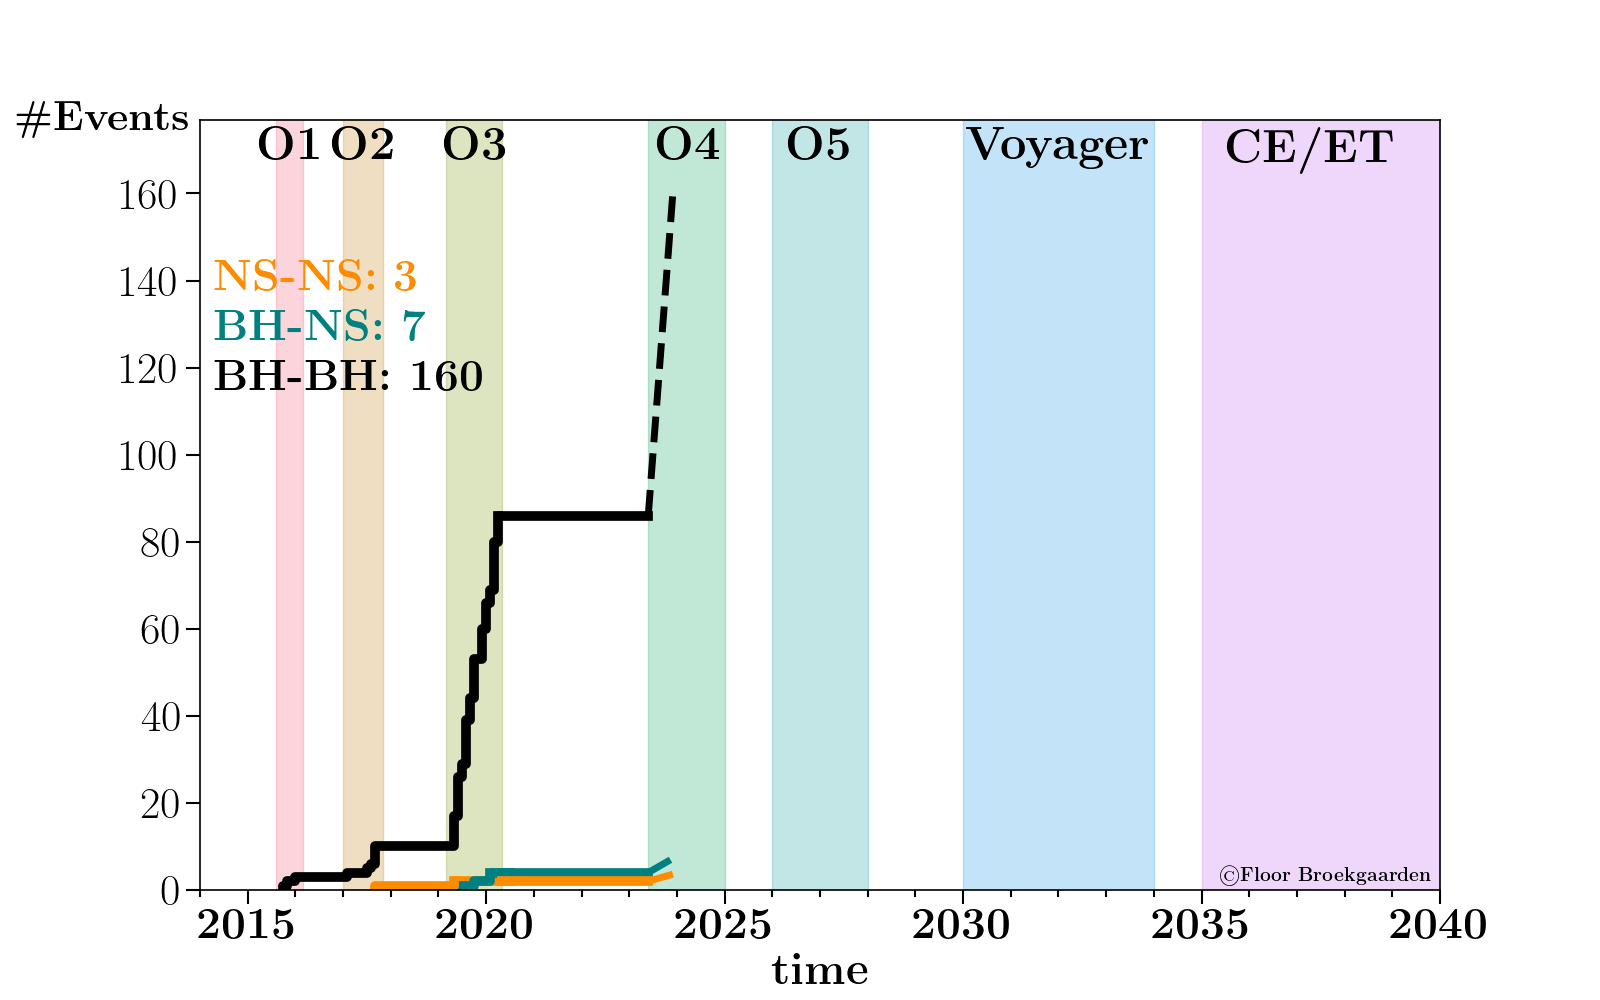 #Events
O1 O2 O3 O4 O5 Voyager CE/ET
160
140
120
100
80
60
40
20
0
NS-NS: 3
BH-NS: 7
BH-BH: 160
©Floor Broekgaarden
2015 2020 2025 2030 2035 2040
time